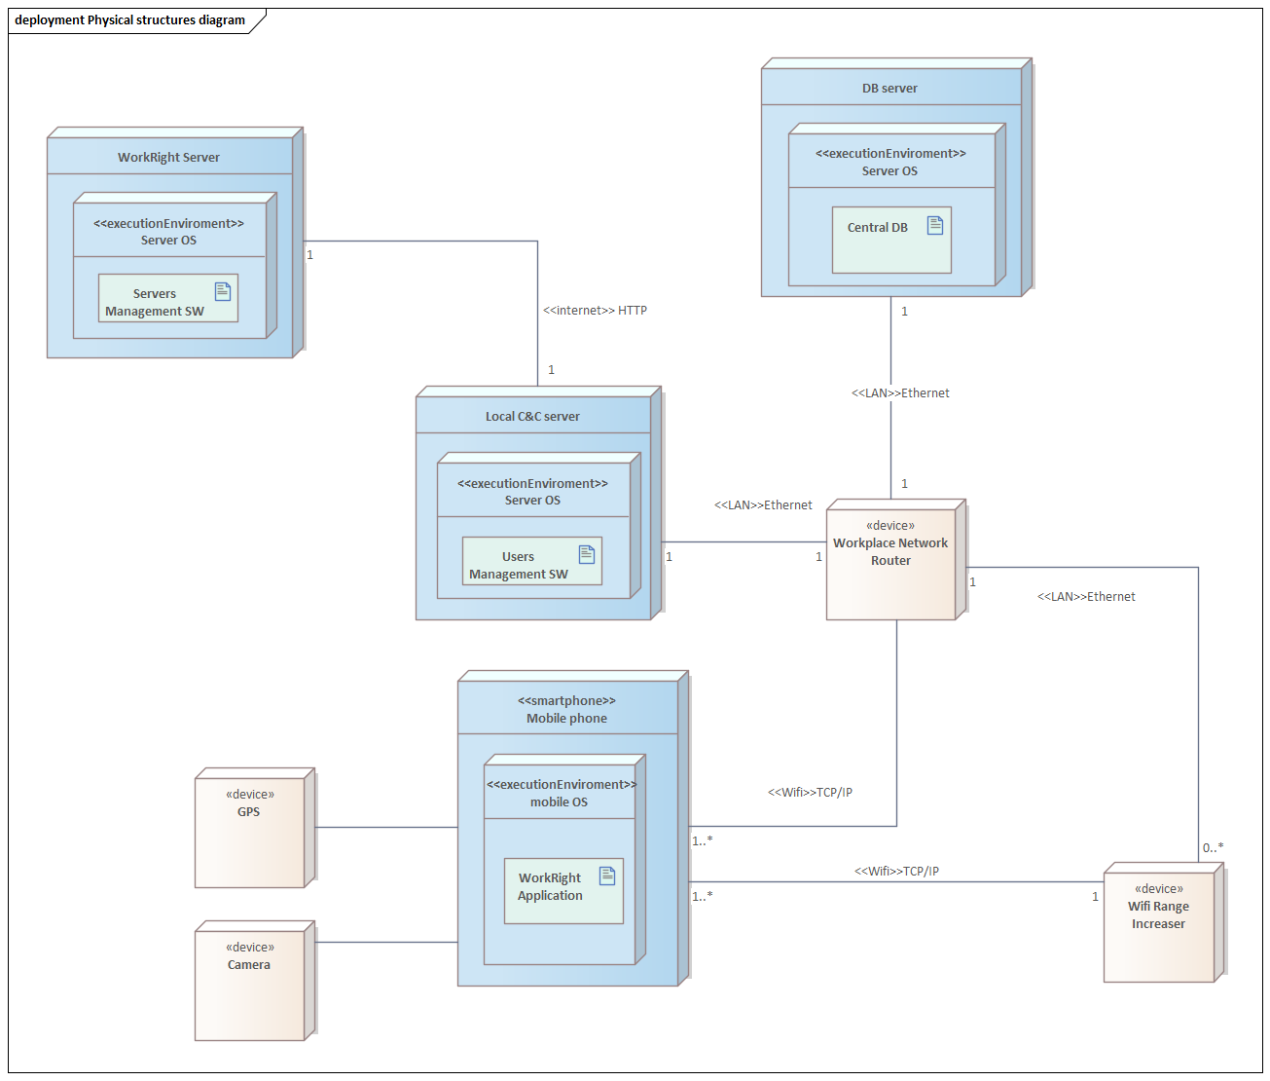 deployment Physical structures diagram
DB server
<<executionEnviroment>>
Server OS
Central DB
WorkRight Server
<<executionEnviroment>>
Server OS
Servers
Management SW
1
<<internet>> HTTP
1
1
<<LAN>>Ethernet
1
Local C&C server
<<executionEnviroment>>
Server OS
Users
Management SW
1
<<LAN>>Ethernet
1
«device»
Workplace Network
Router
1
<<LAN>>Ethernet
0..*
<<smartphone>>
Mobile phone
<<executionEnviroment>>
mobile OS
WorkRight
Application
<<Wifi>>TCP/IP
1..*
<<Wifi>>TCP/IP
1..*
1
«device»
GPS
«device»
Camera
«device»
Wifi Range
Increaser